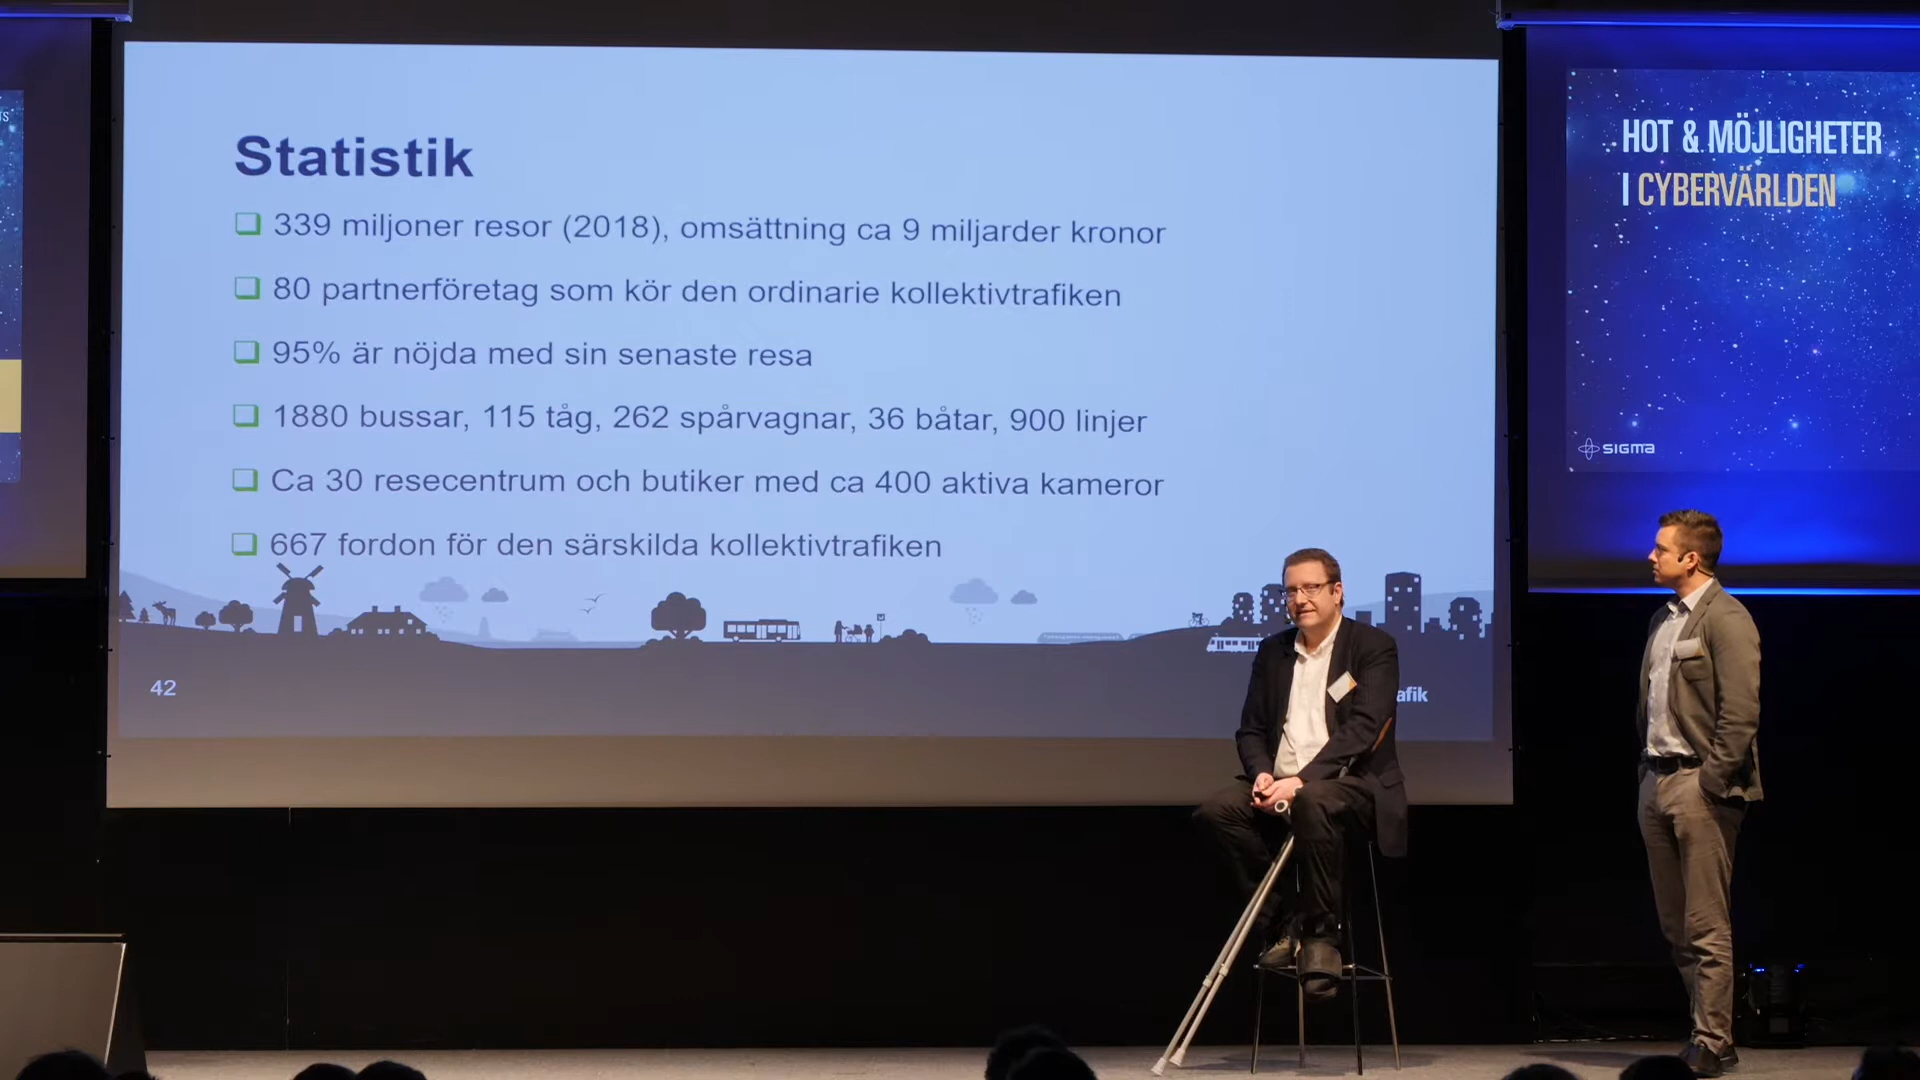 Statistik
339 miljoner resor (2018), omsättning ca 9 miljarder kronor
80 partnerföretag som kör den ordinarie kollektivtrafiken
95% är nöjda med sin senaste resa
1880 bussar, 115 tåg, 262 spårvagnar, 36 båtar, 900 linjer
Ca 30 resecentrum och butiker med ca 400 aktiva kameror
667 fordon för den särskilda kollektivtrafiken
42
afik
HOT & MÖJLIGHETER
I CYBERVÄRLDEN
SIGMA